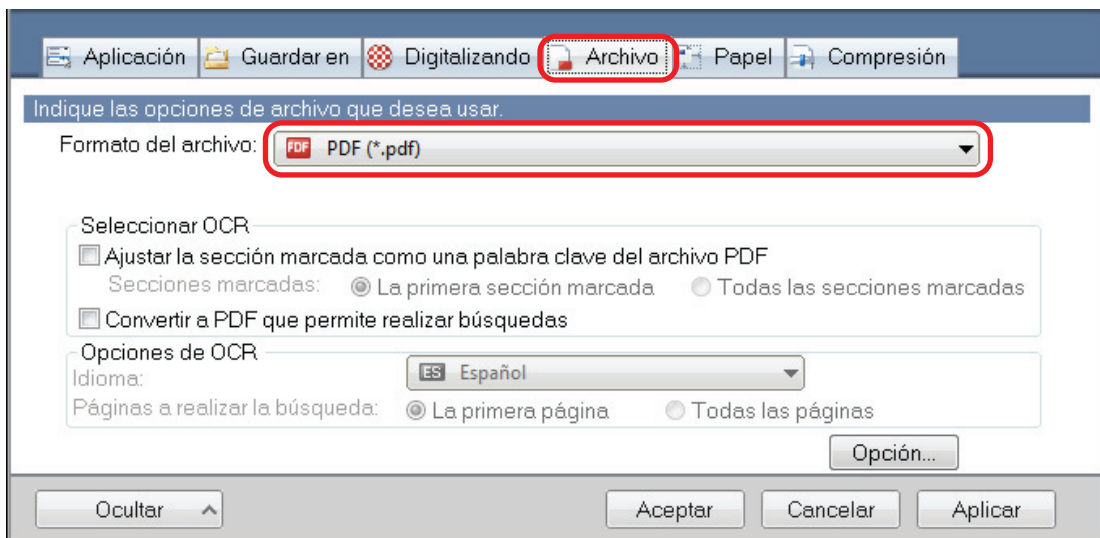 Aplicación Guardar en Digitalizando Archivo Papel Compresión
Indique las opciones de archivo que desea usar.
Formato del archivo: PDF PDF (*.pdf)
Seleccionar OCR
Ajustar la sección marcada como una palabra clave del archivo PDF
Secciones marcadas: La primera sección marcada Todas las secciones marcadas
Convertir a PDF que permite realizar búsquedas
Opciones de OCR
Idioma: ES Español
Páginas a realizar la búsqueda: La primera página Todas las páginas
Opción...
Ocultar Aceptar Cancelar Aplicar